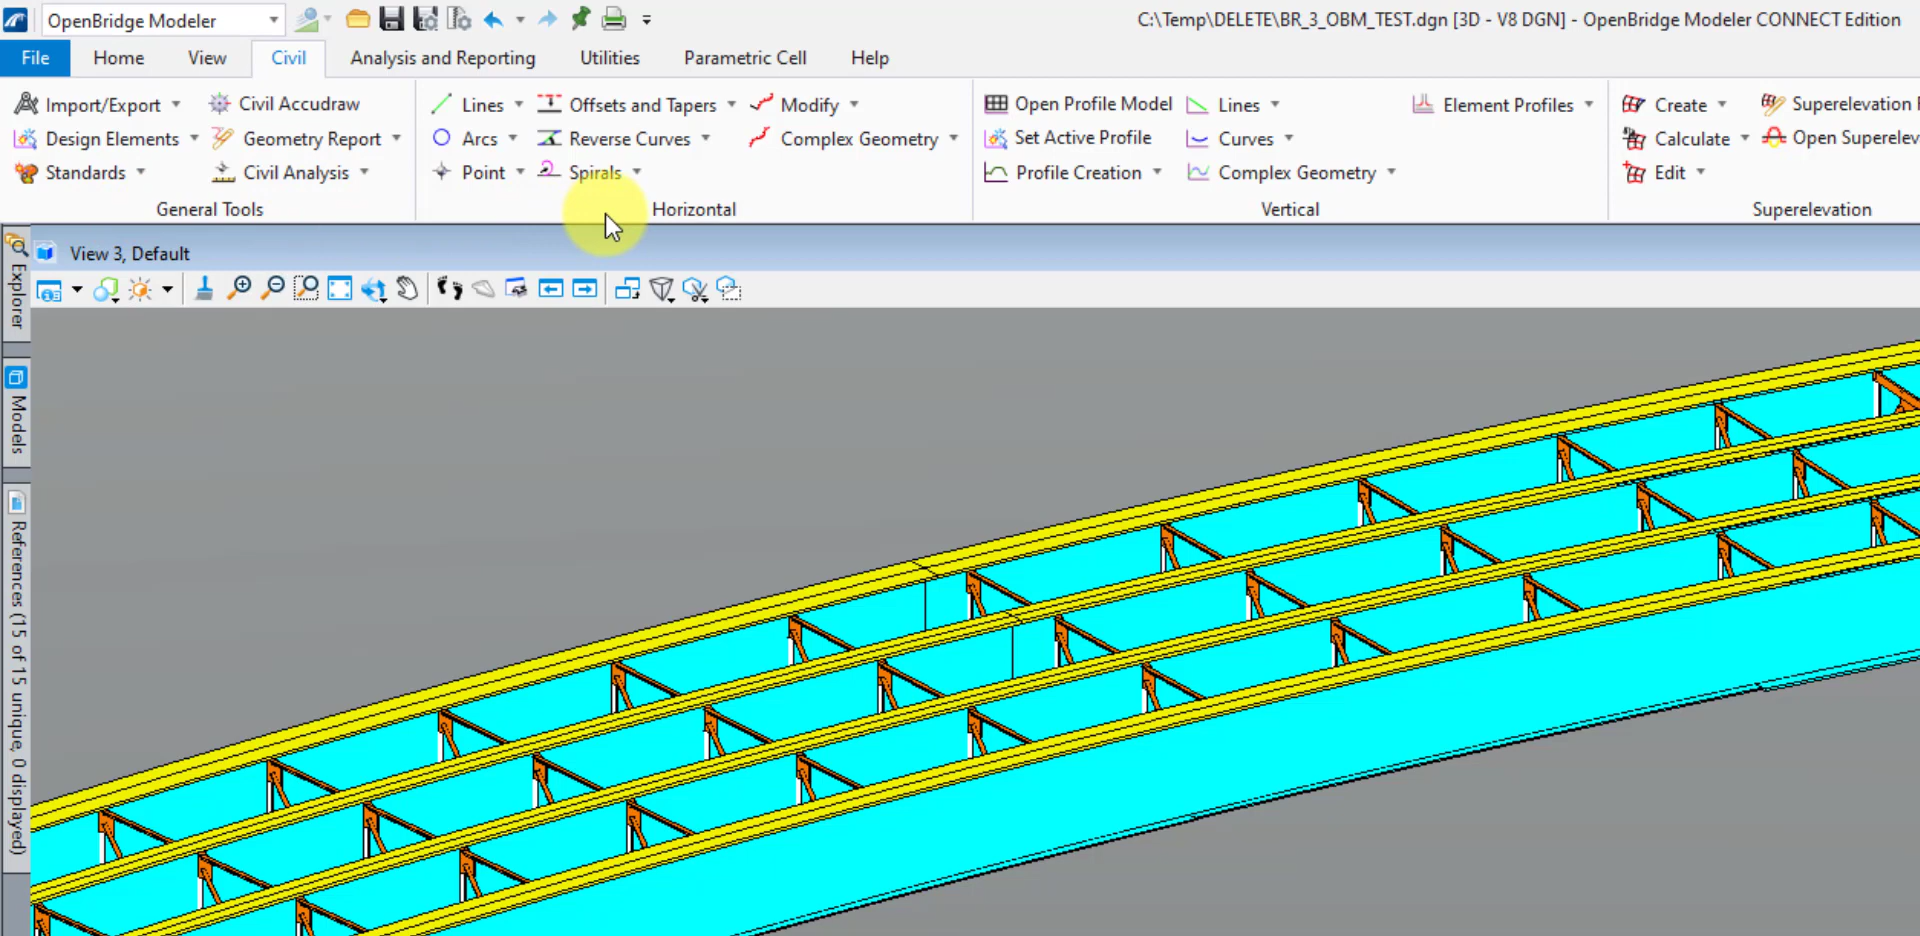 OpenBridge Modeler
C:\Temp\DELETE\BR_3_OBM_TEST.dgn [3D - V8 DGN] - OpenBridge Modeler CONNECT Edition
File Home View Civil Analysis and Reporting Utilities Parametric Cell Help
Import/Export Civil Accudraw Lines Offsets and Tapers Modify Open Profile Model Lines Element Profiles Create Superelevation
Design Elements Geometry Report Arcs Reverse Curves Complex Geometry Set Active Profile Curves Calculate Open Superelev
Standards Civil Analysis Point Spirals Profile Creation Complex Geometry Edit
General Tools Horizontal Vertical Superelevation
View 3, Default
Explorer
Models
References (15 of 15 unique, 0 displayed)